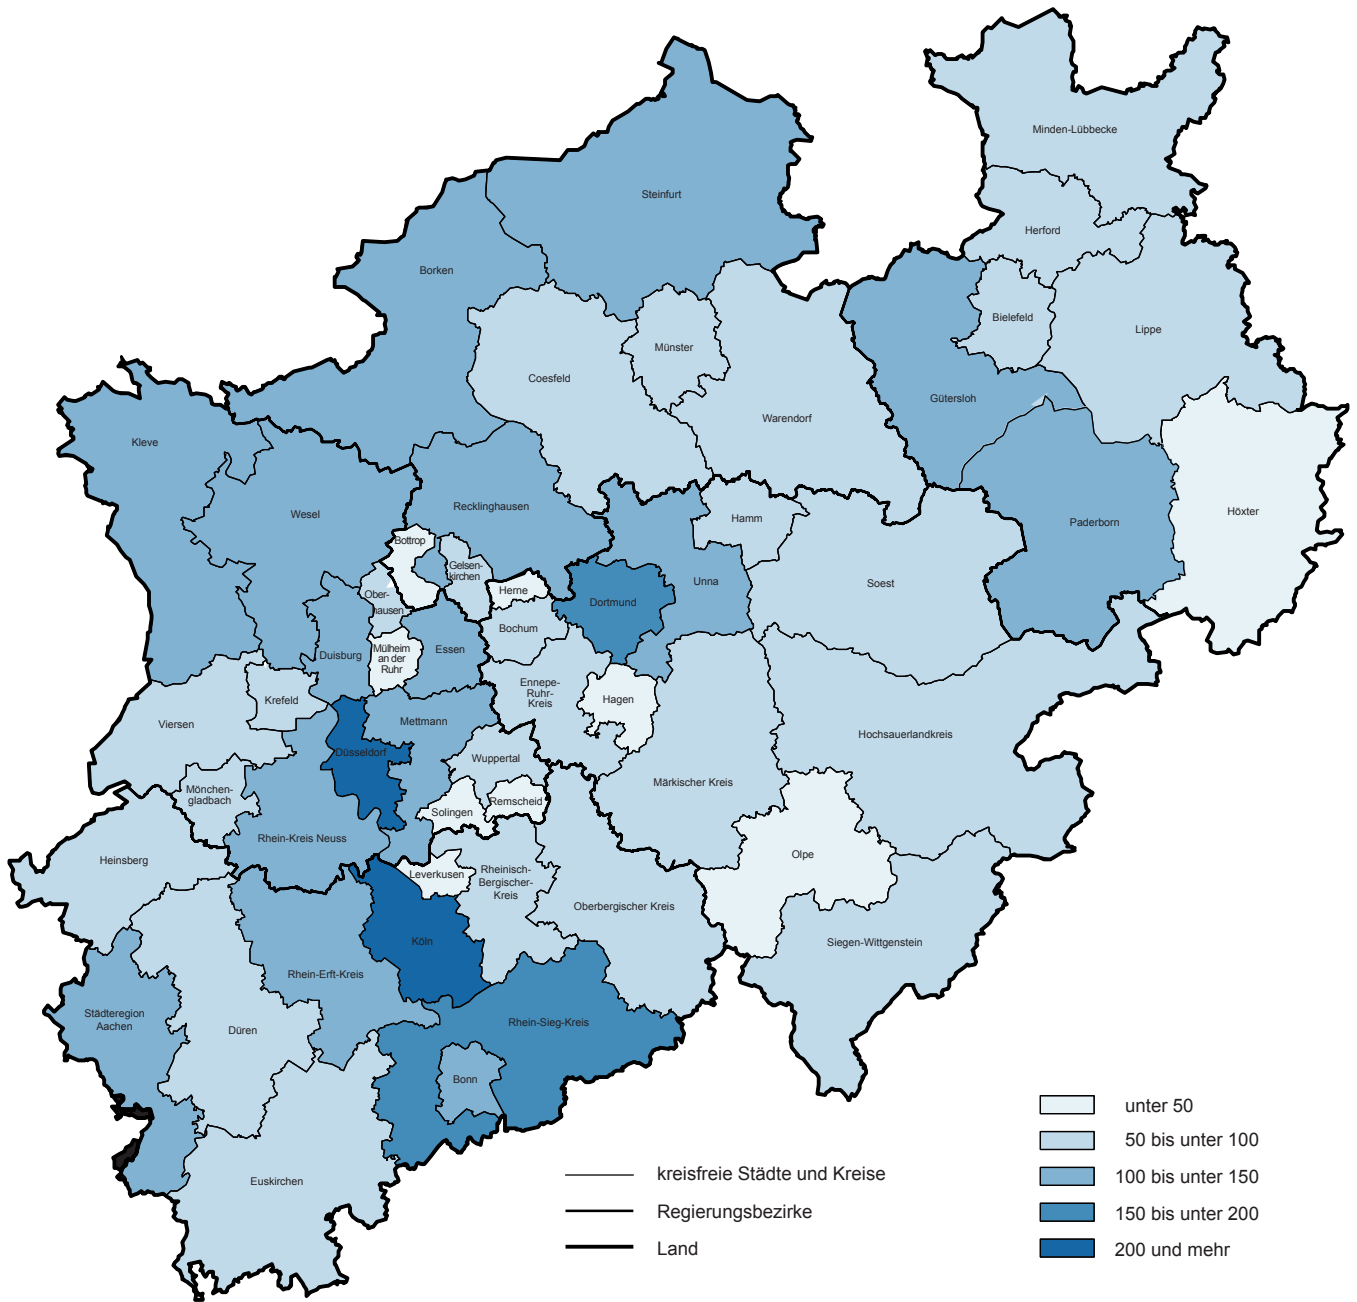 Minden-Lübbecke
Steinfurt
Herford
Borken
Bielefeld
Lippe
Münster
Coesfeld
Gütersloh
Warendorf
Kleve
Recklinghausen
Wesel
Hamm
Höxter
Paderborn
Bottrop
Gelsen-
kirchen
Unna
Soest
Herne
Ober-
hausen
Dortmund
Bochum
Mülheim
an der
Ruhr
Essen
Duisburg
Ennepe-
Ruhr-
Kreis
Hagen
Krefeld
Viersen
Mettmann
Hochsauerlandkreis
Düsseldorf
Wuppertal
Märkischer Kreis
Mönchen-
gladbach
Solingen
Remscheid
Rhein-Kreis Neuss
Olpe
Heinsberg
Leverkusen
Rheinisch-
Bergischer-
Kreis
Oberbergischer Kreis
Köln
Siegen-Wittgenstein
Rhein-Erft-Kreis
Städteregion
Aachen
Düren
Rhein-Sieg-Kreis
Bonn
Euskirchen
kreisfreie Städte und Kreise
Regierungsbezirke
Land
unter 50
50 bis unter 100
100 bis unter 150
150 bis unter 200
200 und mehr